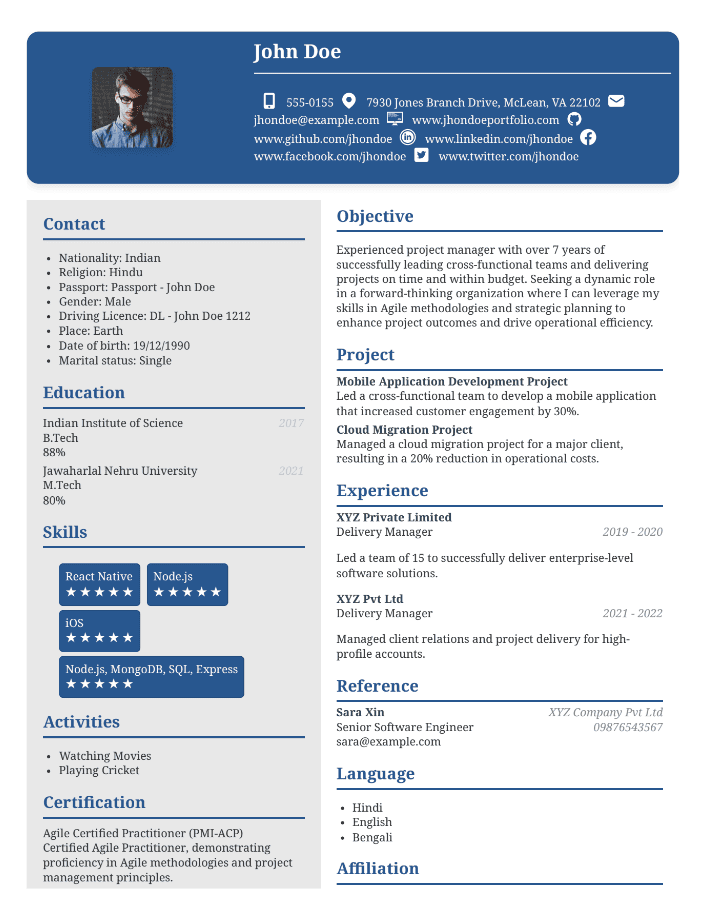 John Doe
555-0155 7930 Jones Branch Drive, McLean, VA 22102
jhondoe@example.com www.jhondoeportfolio.com
www.github.com/jhondoe www.linkedin.com/jhondoe
www.facebook.com/jhondoe www.twitter.com/jhondoe
Contact
• Nationality: Indian
• Religion: Hindu
• Passport: Passport - John Doe
• Gender: Male
• Driving Licence: DL - John Doe 1212
Place: Earth
• Date of birth: 19/12/1990
• Marital status: Single
Education
Indian Institute of Science 2017
B.Tech
88%
Jawaharlal Nehru University 2021
M.Tech
80%
Skills
React Native Node.js
★★★★★ ★★★★★
iOS
★★★★★
Node.js, MongoDB, SQL, Express
★★★★★
Activities
• Watching Movies
• Playing Cricket
Certification
Agile Certified Practitioner (PMI-ACP)
Certified Agile Practitioner, demonstrating
proficiency in Agile methodologies and project
management principles.
Objective
Experienced project manager with over 7 years of
successfully leading cross-functional teams and delivering
projects on time and within budget. Seeking a dynamic role
in a forward-thinking organization where I can leverage my
skills in Agile methodologies and strategic planning to
enhance project outcomes and drive operational efficiency.
Project
Mobile Application Development Project
Led a cross-functional team to develop a mobile application
that increased customer engagement by 30%.
Cloud Migration Project
Managed a cloud migration project for a major client,
resulting in a 20% reduction in operational costs.
Experience
XYZ Private Limited
Delivery Manager 2019 - 2020
Led a team of 15 to successfully deliver enterprise-level
software solutions.
XYZ Pvt Ltd
Delivery Manager 2021 - 2022
Managed client relations and project delivery for high-
profile accounts.
Reference
Sara Xin XYZ Company Pvt Ltd
Senior Software Engineer 09876543567
sara@example.com
Language
• Hindi
• English
• Bengali
Affiliation